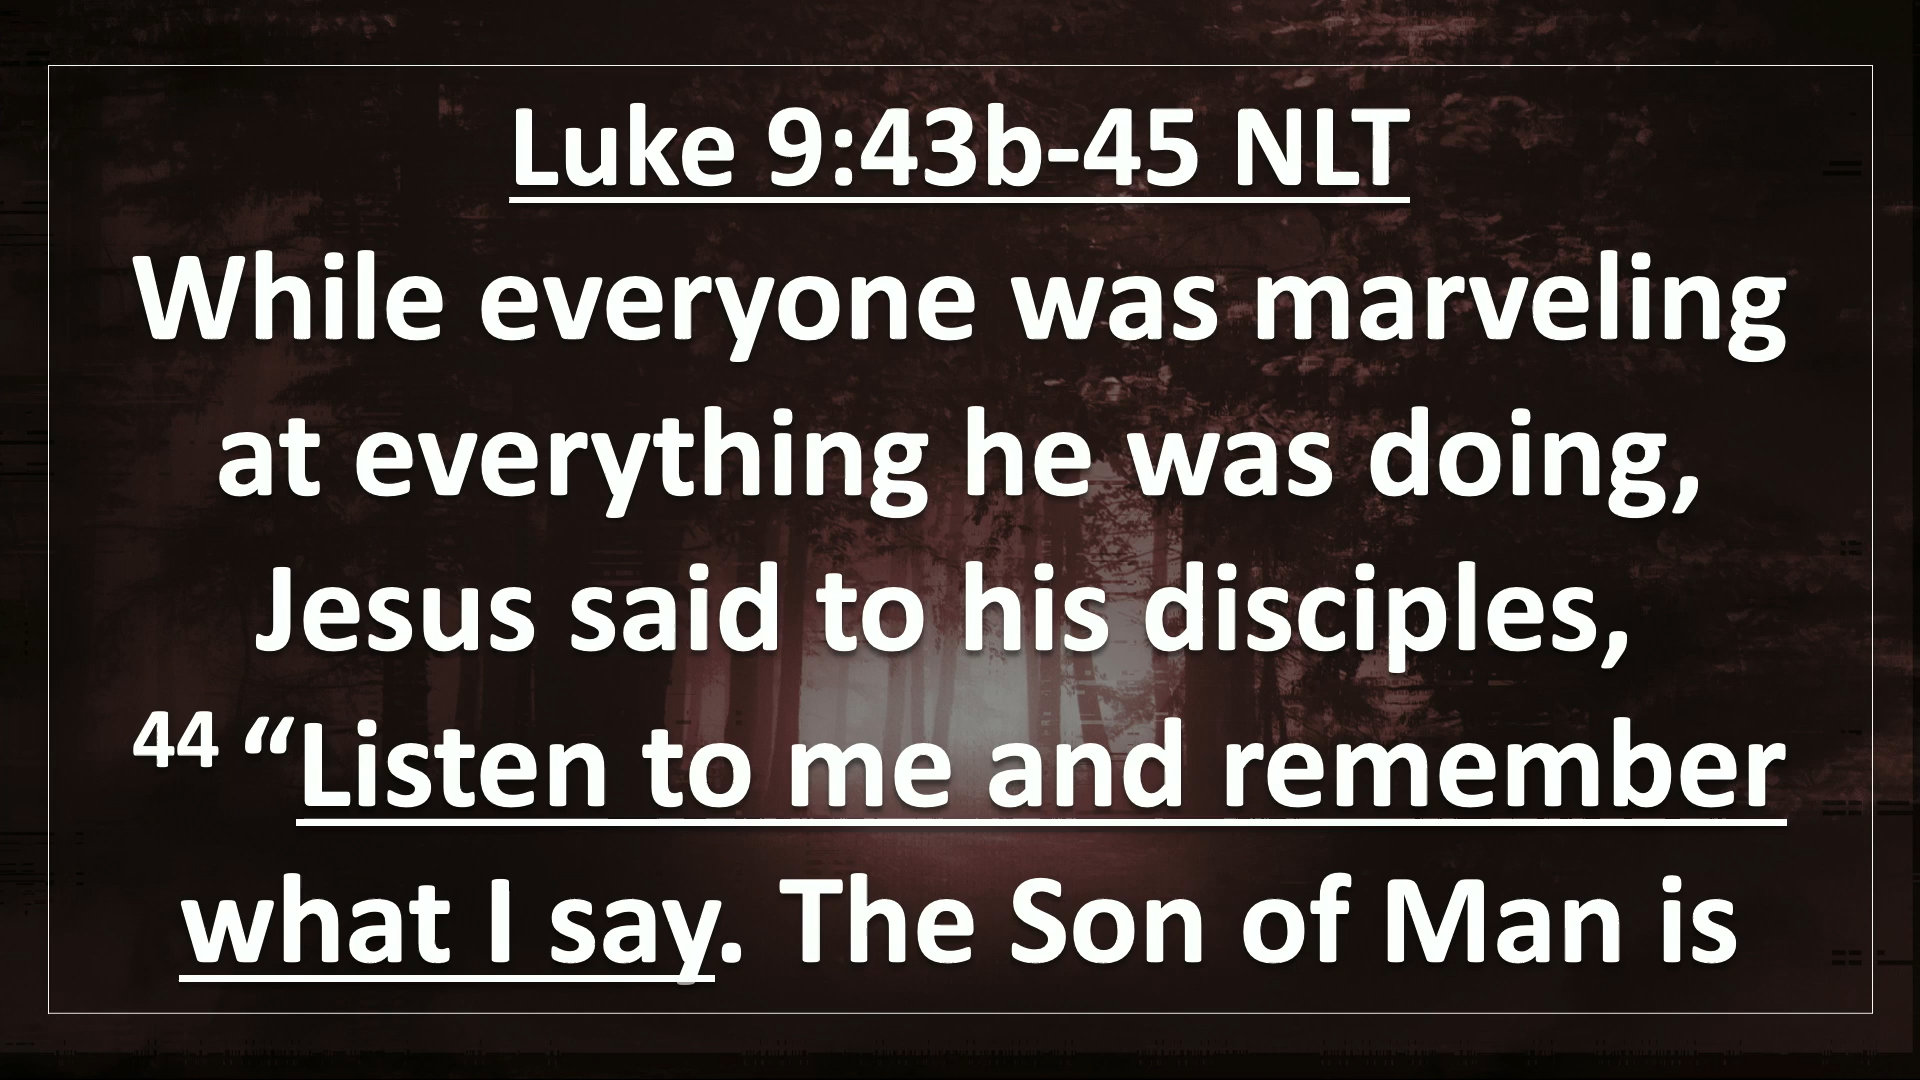 Luke 9:43b-45 NLT
While everyone was marveling
at everything he was doing,
Jesus said to his disciples,
44 “Listen to me and remember
what I say. The Son of Man is